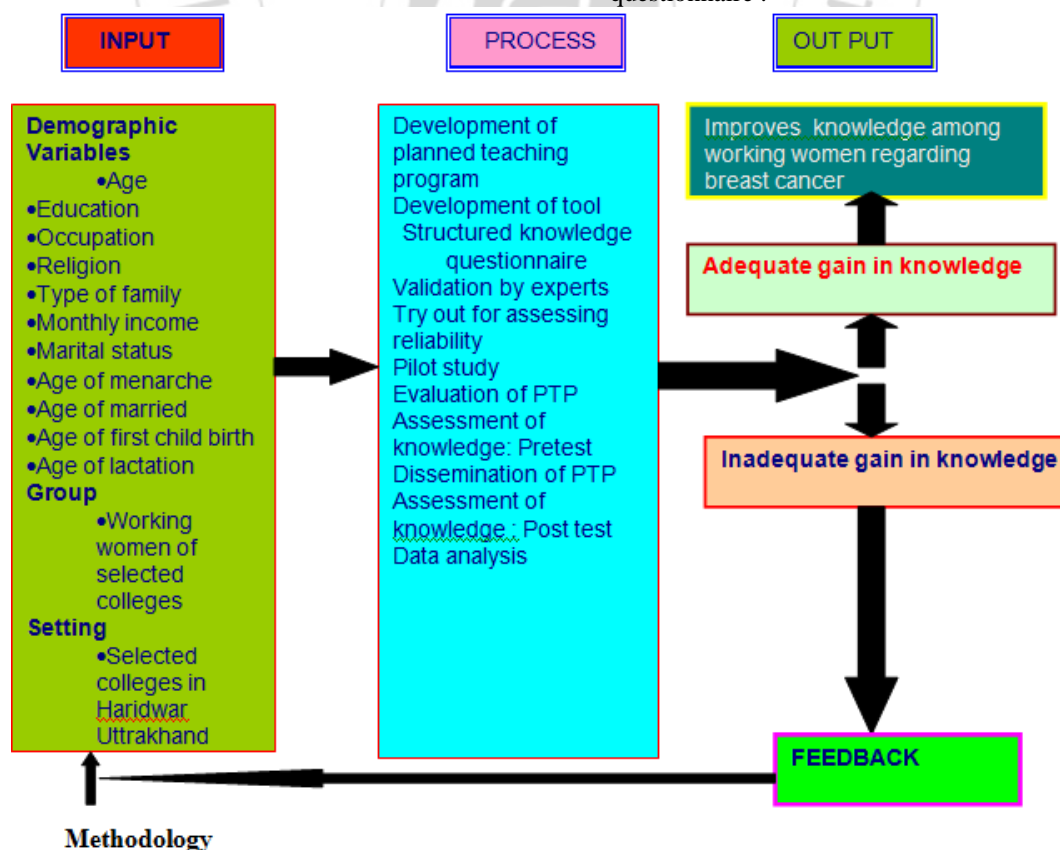 questionnaire .
INPUT
PROCESS
OUT PUT
Demographic
Variables
•Age
•Education
•Occupation
•Religion
•Type of family
•Monthly income
•Marital status
•Age of menarche
•Age of married
•Age of first child birth
•Age of lactation
Group
•Working
women of
selected
colleges
Setting
•Selected
colleges in
Haridwar
Uttrakhand
Development of
planned teaching
program
Development of tool
Structured knowledge
questionnaire
Validation by experts
Try out for assessing
reliability
Pilot study
Evaluation of PTP
Assessment of
knowledge: Pretest
Dissemination of PTP
Assessment of
knowledge : Post test
Data analysis
Improves knowledge among
working women regarding
breast cancer
Adequate gain in knowledge
Inadequate gain in knowledge
FEEDBACK
Methodology